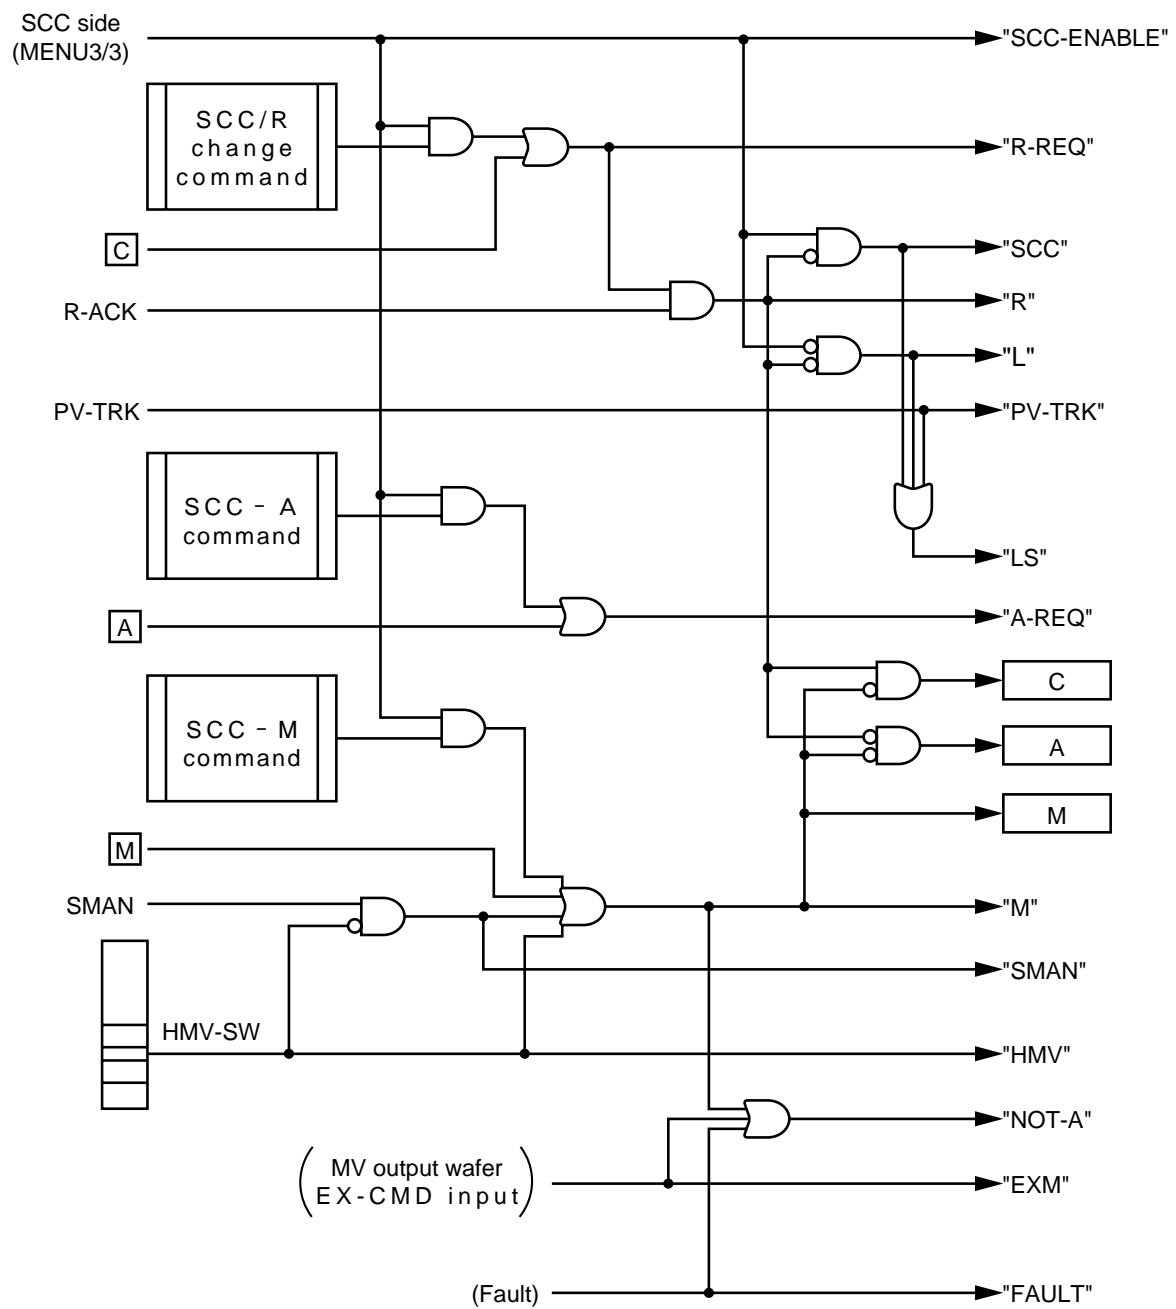 SCC side
(MENU3/3)
"SCC-ENABLE"
SCC/R
change
command
"R-REQ"
C
"SCC"
R-ACK
"R"
"L"
PV-TRK
"PV-TRK"
SCC - A
command
"LS"
A
"A-REQ"
SCC - M
command
C
A
M
M
SMAN
"M"
"SMAN"
HMV-SW
"HMV"
"NOT-A"
MV output wafer
EX-CMD input
"EXM"
(Fault)
"FAULT"